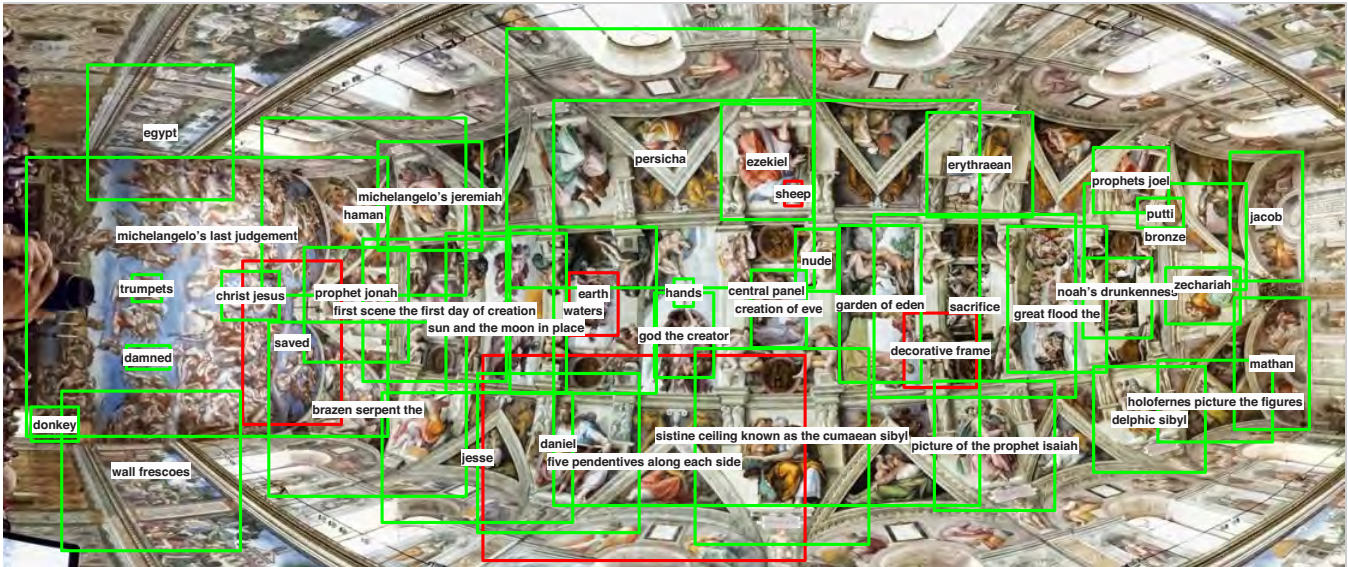 egypt
persicha
ezekiel
erythraean
prophets joel
sheep
michelangelo's jeremiah
haman
putti
jacob
michelangelo's last judgement
bronze
nude
trumpets
christ jesus
prophet jonah
earth
hands
central panel
noah's drunkenness
zechariah
first scene the first day of creation
waters
creation of eve
garden of eden
sacrifice
great flood the
sun and the moon in place
god the creator
saved
decorative frame
damned
mathan
brazen serpent the
holofernes picture the figures
donkey
delphic sibyl
daniel
sistine ceiling known as the cumaean sibyl
picture of the prophet isaiah
jesse
five pendentives along each side
wall frescoes